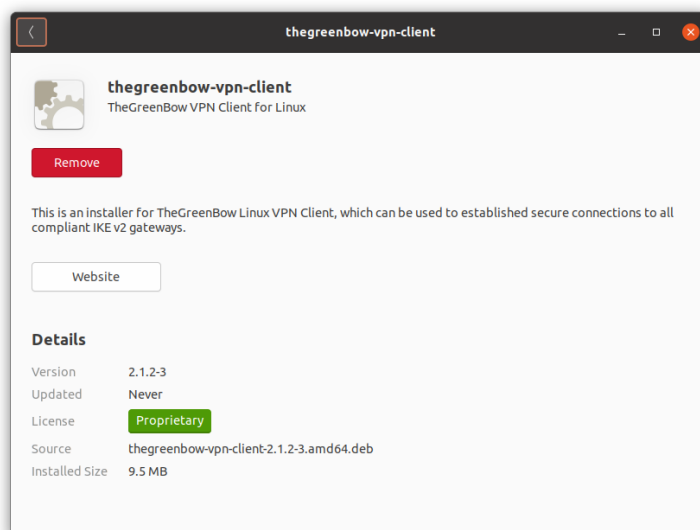 thegreenbow-vpn-client
thegreenbow-vpn-client
TheGreenBow VPN Client for Linux
Remove
This is an installer for TheGreenBow Linux VPN Client, which can be used to established secure connections to all
compliant IKE v2 gateways.
Website
Details
Version 2.1.2-3
Updated Never
License Proprietary
Source thegreenbow-vpn-client-2.1.2-3.amd64.deb
Installed Size 9.5 MB